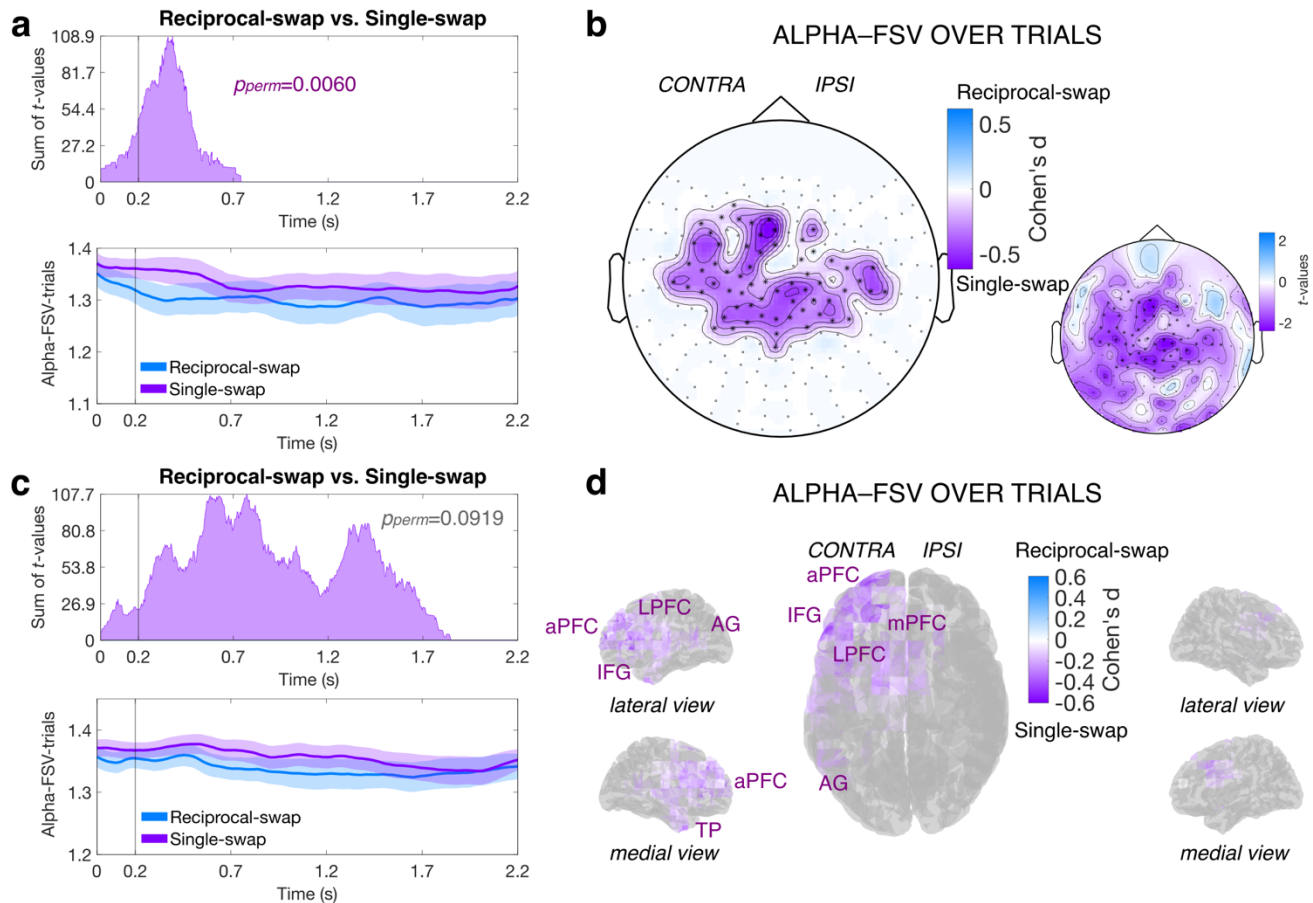 a
Reciprocal-swap vs. Single-swap
108.9
81.7
54.4
27.2
0
Sum of t-values
pperm=0.0060
0 0.2 0.7 1.2 1.7 2.2
Time (s)
1.4
1.3
1.2
1.1
Alpha-FSV-trials
Reciprocal-swap
Single-swap
0 0.2 0.7 1.2 1.7 2.2
Time (s)
b
ALPHA–FSV OVER TRIALS
CONTRA IPSI
Reciprocal-swap
0.5
0
-0.5
Cohen's d
Single-swap
2
0
-2
t-values
c
Reciprocal-swap vs. Single-swap
107.7
80.8
53.8
26.9
0
Sum of t-values
pperm=0.0919
0 0.2 0.7 1.2 1.7 2.2
Time (s)
1.4
1.3
1.2
Alpha-FSV-trials
Reciprocal-swap
Single-swap
0 0.2 0.7 1.2 1.7 2.2
Time (s)
d
ALPHA–FSV OVER TRIALS
LPFC
aPFC
AG
IFG
lateral view
aPFC
TP
medial view
CONTRA IPSI
aPFC
IFG
mPFC
LPFC
AG
Reciprocal-swap
0.6
0.4
0.2
0
-0.2
-0.4
-0.6
Cohen's d
Single-swap
lateral view
medial view